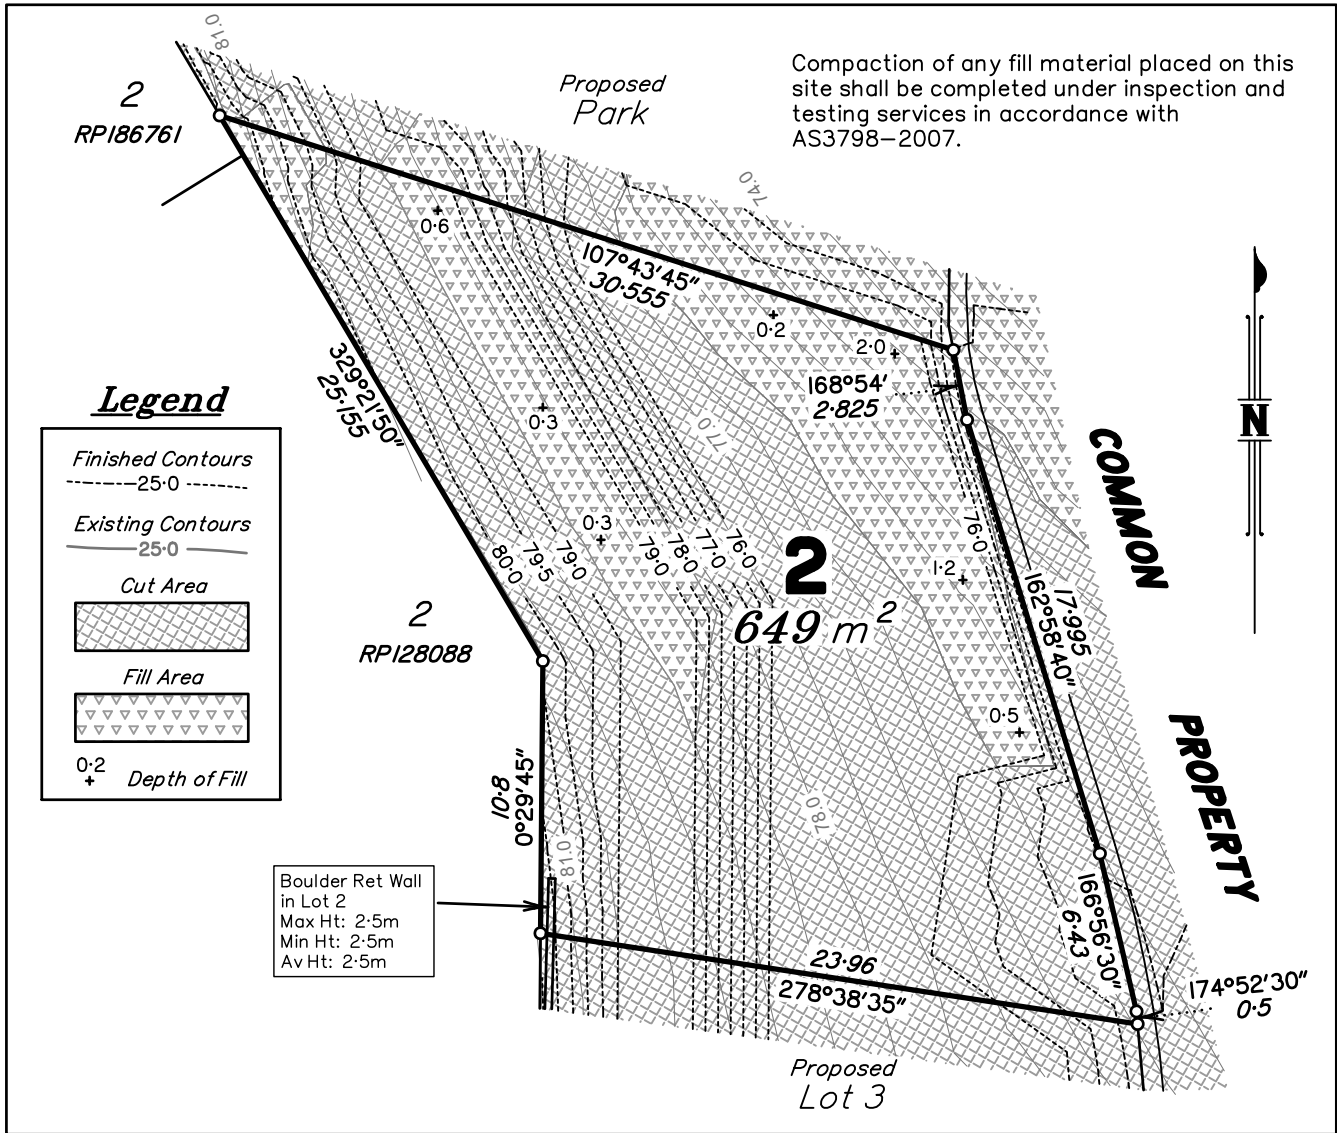 81.0
2
RP186761
Proposed
Park
Compaction of any fill material placed on this
site shall be completed under inspection and
testing services in accordance with
AS3798–2007.
74.0
0·6
107°43'45"
30·555
0·2
2·0
168°54'
2·825
329°21'50"
25·155
0·3
77.0
Legend
Finished Contours
25·0
Existing Contours
25·0
Cut Area
Fill Area
0·2
Depth of Fill
N
COMMON
PROPERTY
0·3
80.0
79.5
79.0
79.0
78.0
77.0
76.0
76.0
2
649 m²
1·2
17·995
162°58'40"
2
RP128088
0·5
10·8
0°29'45"
78.0
81.0
Boulder Ret Wall
in Lot 2
Max Ht: 2·5m
Min Ht: 2·5m
Av Ht: 2·5m
166°56'30"
6·43
23·96
278°38'35"
174°52'30"
0·5
Proposed
Lot 3